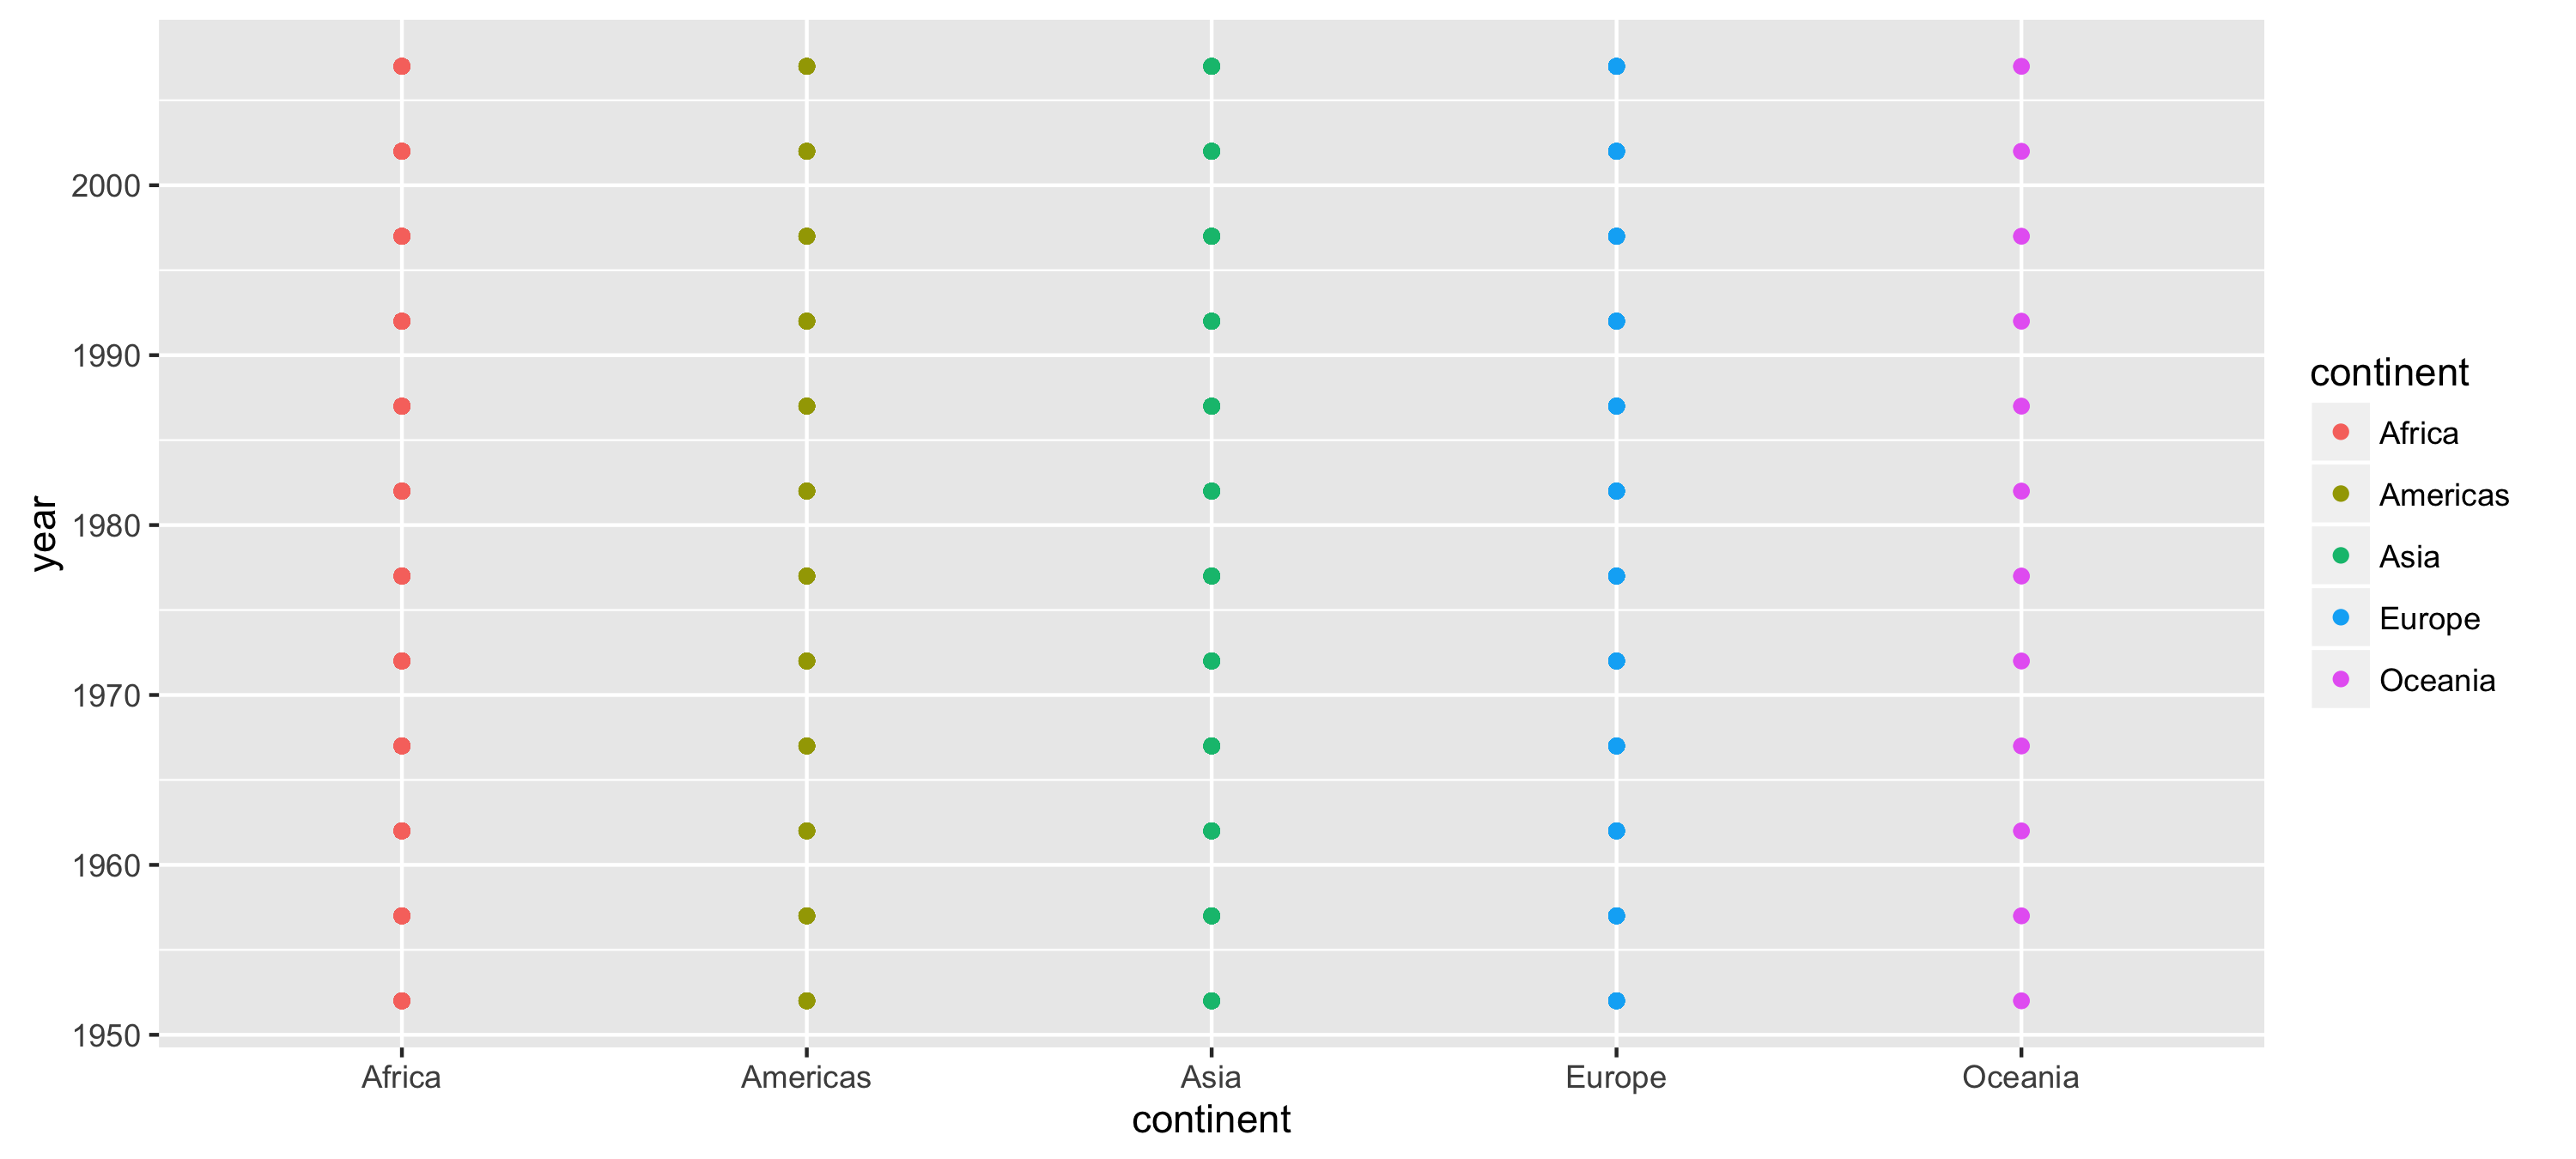 2000
1990
1980
1970
1960
1950
year
Africa Americas Asia Europe Oceania
continent
continent
Africa
Americas
Asia
Europe
Oceania